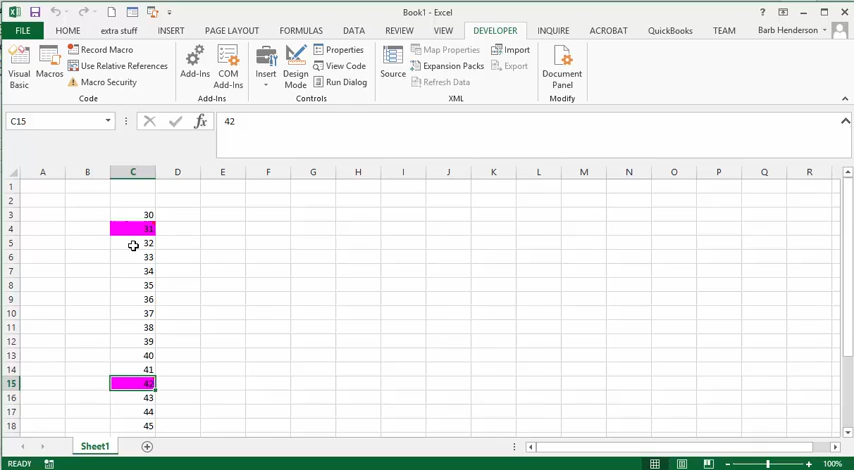 Book1 - Excel
FILE HOME extra stuff INSERT PAGE LAYOUT FORMULAS DATA REVIEW VIEW DEVELOPER INQUIRE ACROBAT QuickBooks TEAM Barb Henderson
Visual Basic
Macros
Record Macro
Use Relative References
Macro Security
Code
Add-Ins
COM Add-Ins
Add-Ins
Insert
Design Mode
Properties
View Code
Run Dialog
Controls
Source
Map Properties
Expansion Packs
Refresh Data
Import
Export
XML
Document Panel
Modify
C15 fx 42
A B C D E F G H I J K L M N O P Q R
1
2
3 30
4 31
5 32
6 33
7 34
8 35
9 36
10 37
11 38
12 39
13 40
14 41
15 42
16 43
17 44
18 45
Sheet1
READY 100%